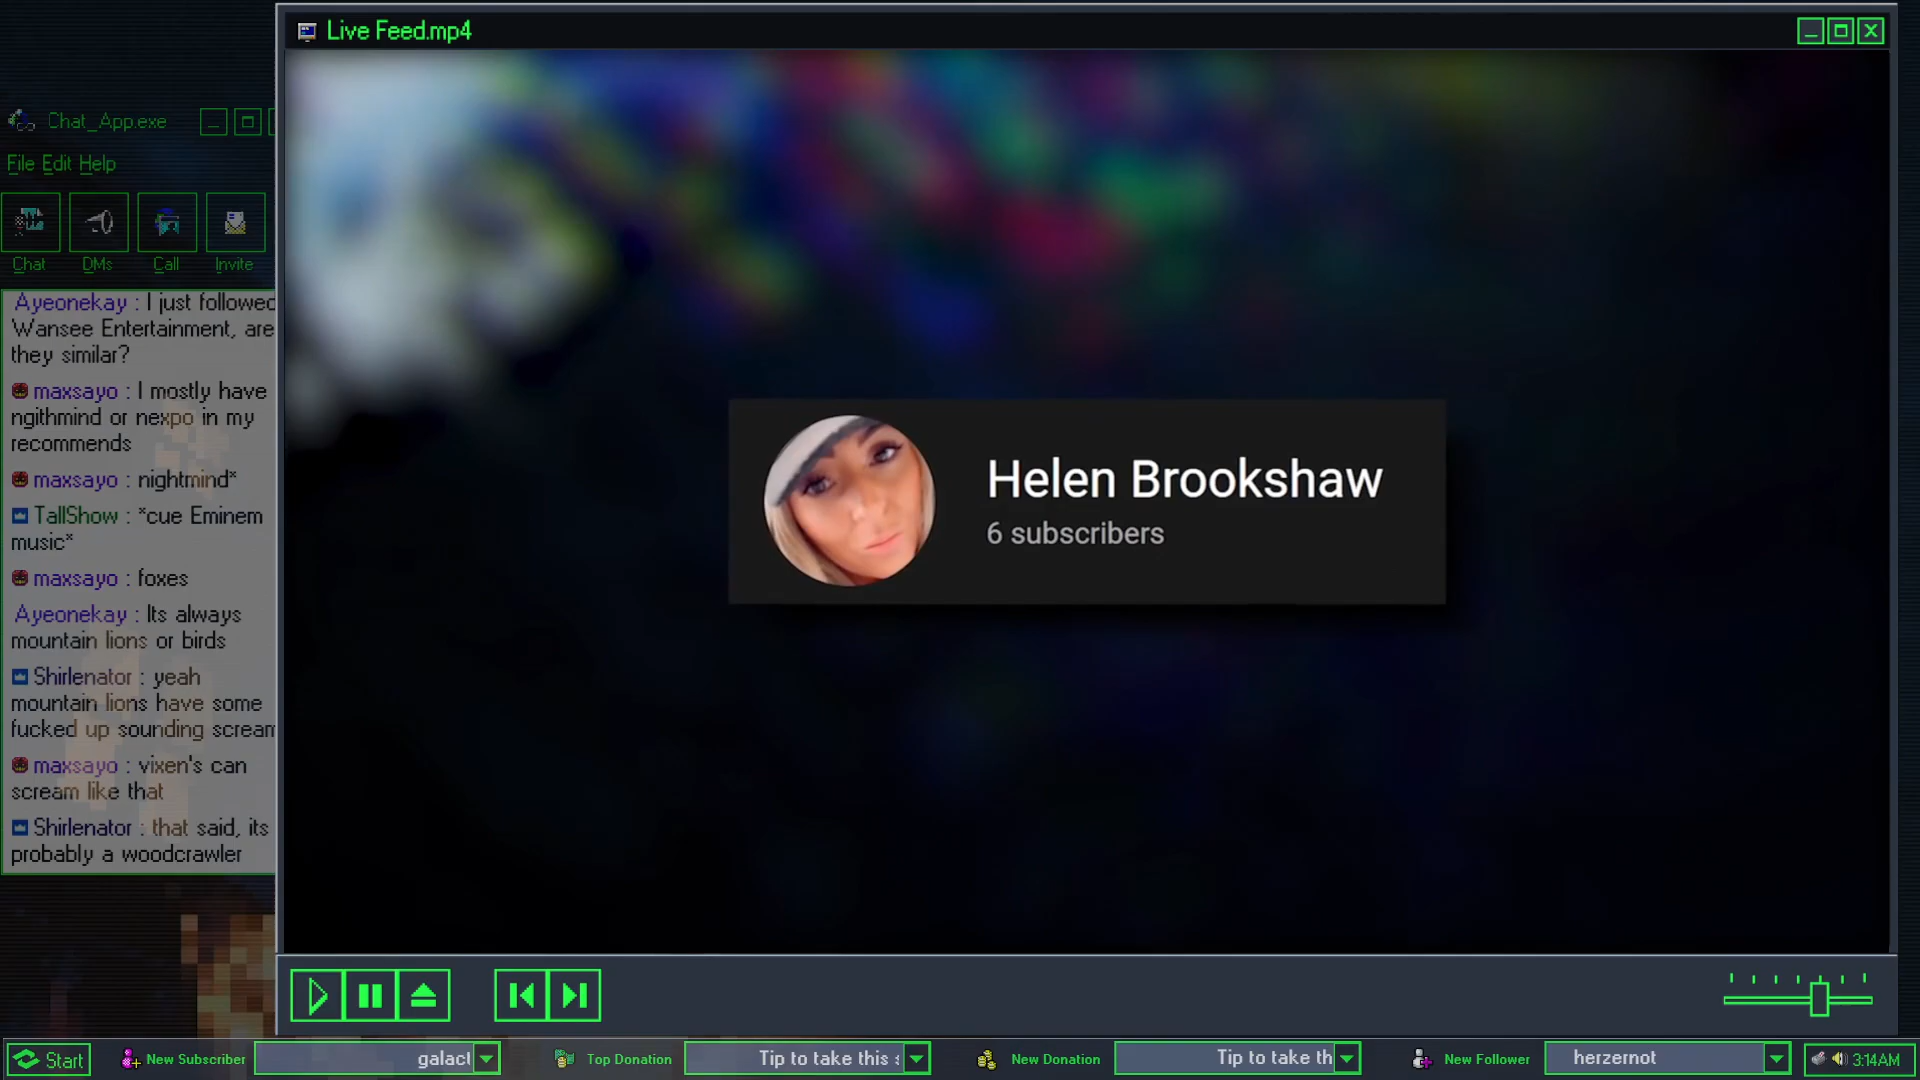 Live Feed.mp4
Chat_App.exe
File Edit Help
Chat DMs Call Invite
Ayeonekay : I just followed
Wansee Entertainment, are
they similar?
maxsayo : I mostly have
ngithmind or nexpo in my
recommends
maxsayo : nightmind*
TallShow : *cue Eminem
music*
maxsayo : foxes
Ayeonekay : Its always
mountain lions or birds
Shirlenator : yeah
mountain lions have some
fucked up sounding scream
maxsayo : vixen's can
scream like that
Shirlenator : that said, its
probably a woodcrawler
Helen Brookshaw
6 subscribers
Start
New Subscriber
galact
Top Donation
Tip to take this
New Donation
Tip to take th
New Follower
herzernot
3:14AM